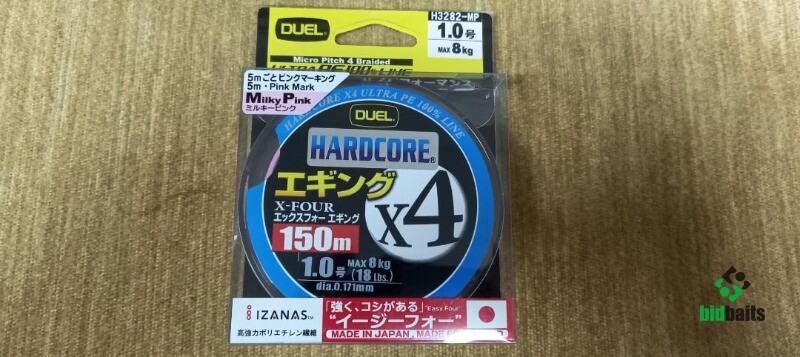 DUEL®
H3282-MP
1.0号
MAX 8kg
Micro Pitch 4 Braided
5mごとピンクマーキング
5m・Pink Mark
Milky Pink
ミルキーピンク
HARDCORE X4 ULTRA PE 100% LINE
DUEL®
HARDCORE®
エギング
X-FOUR
エックスフォー エギング
X4
150m
1.0号
MAX 8kg
(18 Lbs.)
dia.0.171mm
IZANAS™
高強力ポリエチレン繊維
「強く、コシがある」"Easy Four"
“イージーフォー”
MADE IN JAPAN
bidbaits